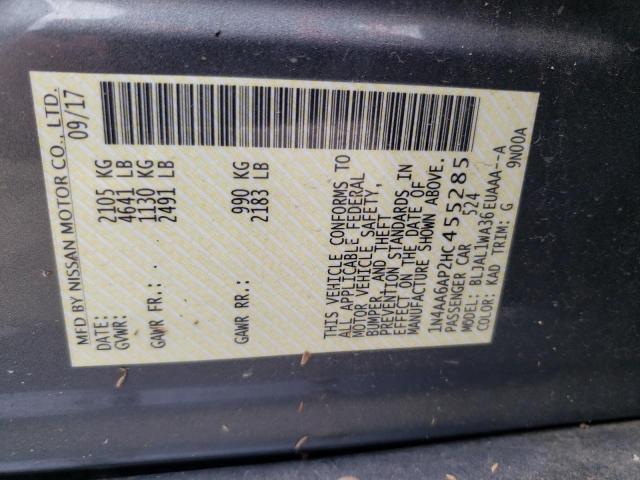 MFD BY NISSAN MOTOR CO., LTD.
DATE: 09/17
GVWR: 2105 KG
4641 LB
GAWR FR: 1130 KG
2491 LB
GAWR RR: 990 KG
2183 LB
THIS VEHICLE CONFORMS TO
ALL APPLICABLE FEDERAL
MOTOR VEHICLE SAFETY,
BUMPER, AND THEFT
PREVENTION STANDARDS IN
EFFECT ON THE DATE OF
MANUFACTURE SHOWN ABOVE.
1N4AA6AP2HC455285
PASSENGER CAR 524
MODEL: BLJAL1WA36EUAAA--A
COLOR: KAD TRIM: G 9N00A